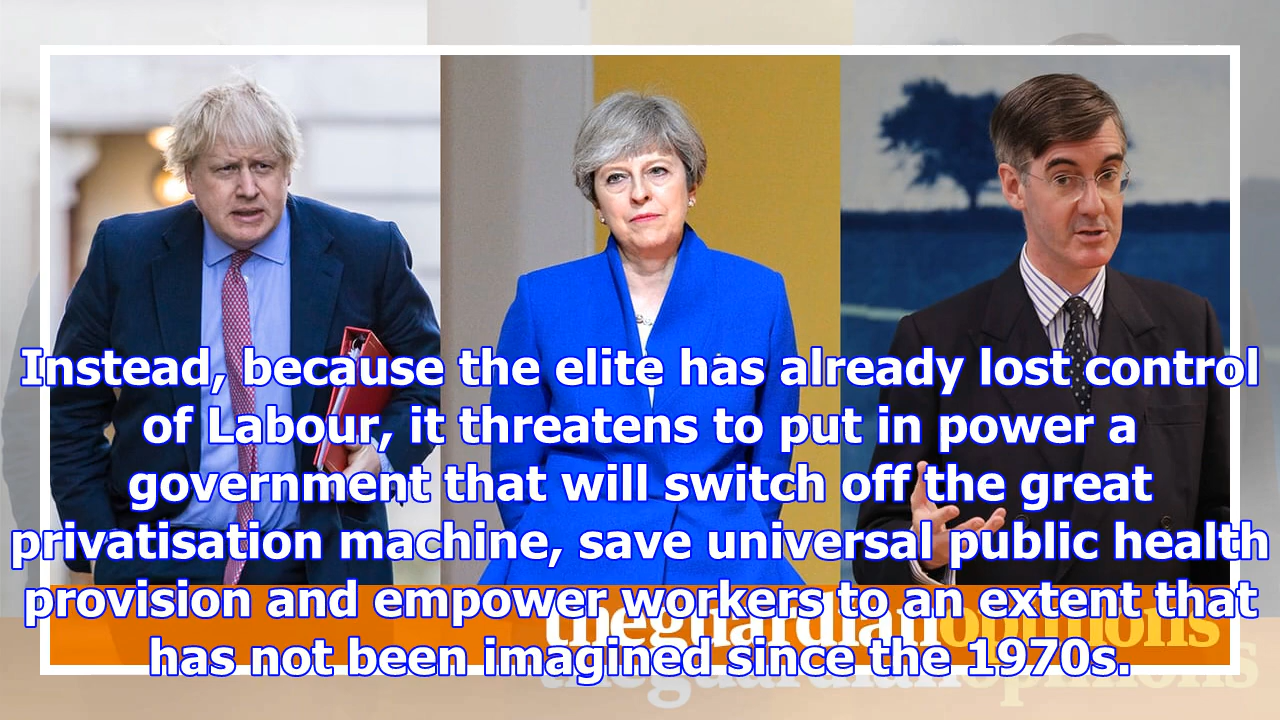 Instead, because the elite has already lost control
of Labour, it threatens to put in power a
government that will switch off the great
privatisation machine, save universal public health
provision and empower workers to an extent that
theguardianopinions
has not been imagined since the 1970s.
theguardianopinions